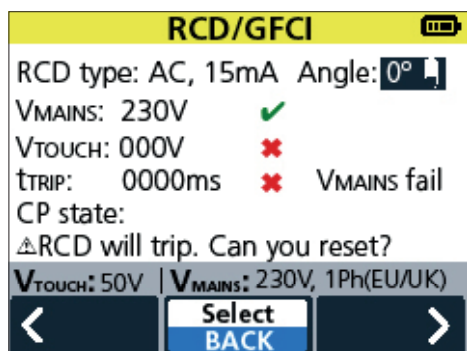 RCD/GFCI
RCD type: AC, 15mA Angle: 0°
VMAINS: 230V ✔
VTOUCH: 000V ✖
tTRIP: 0000ms ✖ VMAINS fail
CP state:
⚠RCD will trip. Can you reset?
VTOUCH: 50V | VMAINS: 230V, 1Ph(EU/UK)
Select
BACK